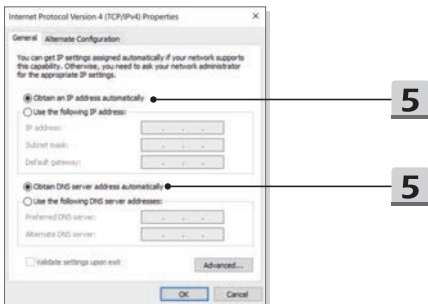 Internet Protocol Version 4 (TCP/IPv4) Properties
General Alternate Configuration
You can get IP settings assigned automatically if your network supports
this capability. Otherwise, you need to ask your network administrator
for the appropriate IP settings.
Obtain an IP address automatically
5
Use the following IP address:
IP address:
Subnet mask:
Default gateway:
Obtain DNS server address automatically
5
Use the following DNS server addresses:
Preferred DNS server:
Alternate DNS server:
Validate settings upon exit
Advanced...
OK Cancel